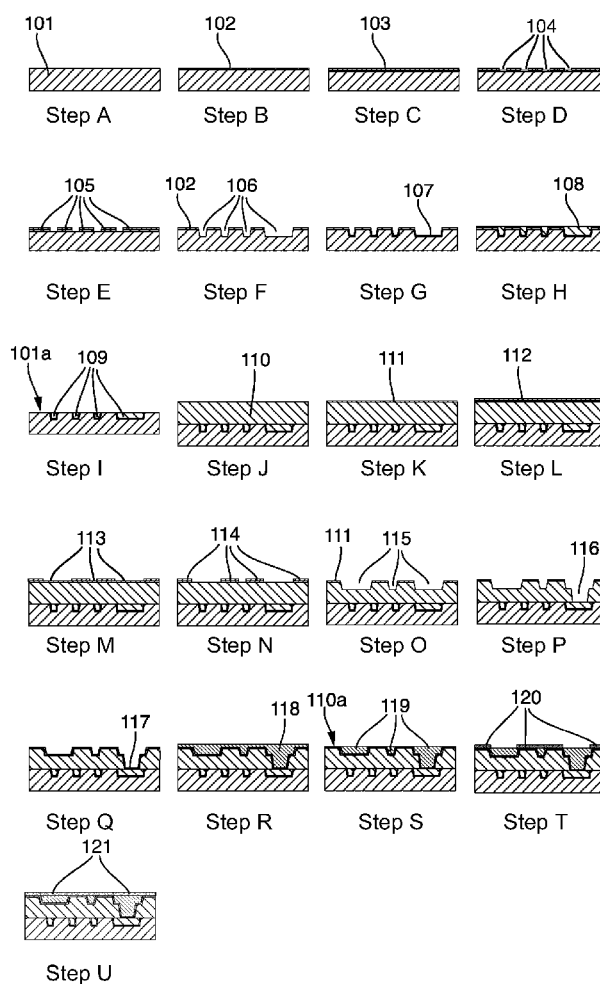 101
102
103
104
Step A
Step B
Step C
Step D
105
102
106
107
108
Step E
Step F
Step G
Step H
101a
109
110
111
112
Step I
Step J
Step K
Step L
113
114
111
115
116
Step M
Step N
Step O
Step P
117
118
110a
119
120
Step Q
Step R
Step S
Step T
121
Step U